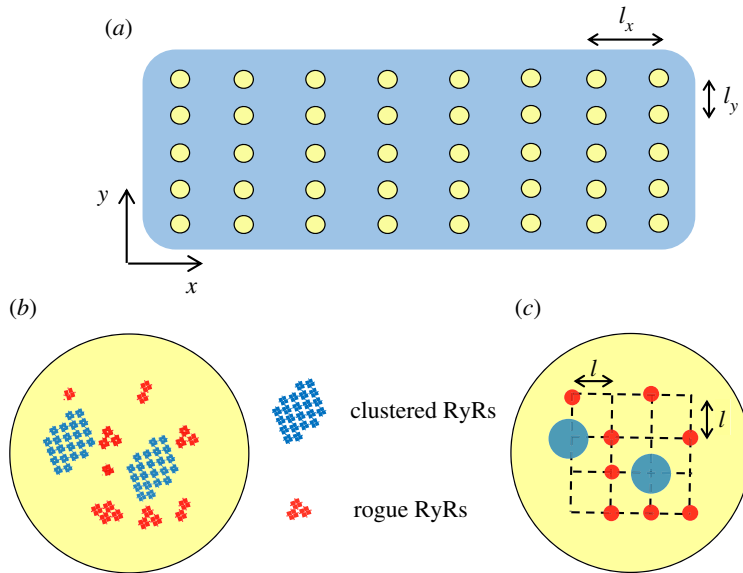 (a)
l_x
l_y
y
x
(b)
(c)
l
l
clustered RyRs
rogue RyRs